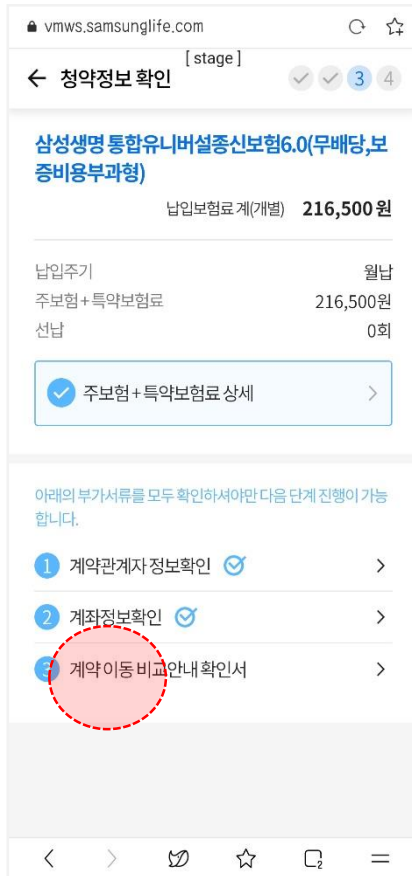 vmws.samsunglife.com
[ stage ]
청약정보 확인
3 4
삼성생명 통합유니버설종신보험6.0(무배당,보
증비용부과형)
납입보험료 계(개별) 216,500 원
납입주기 월납
주보험 + 특약보험료 216,500원
선납 0회
주보험 + 특약보험료 상세
아래의 부가서류를 모두 확인하셔야만 다음 단계 진행이 가능
합니다.
1 계약관계자 정보확인
2 계좌정보확인
3 계약 이동 비교안내 확인서
2